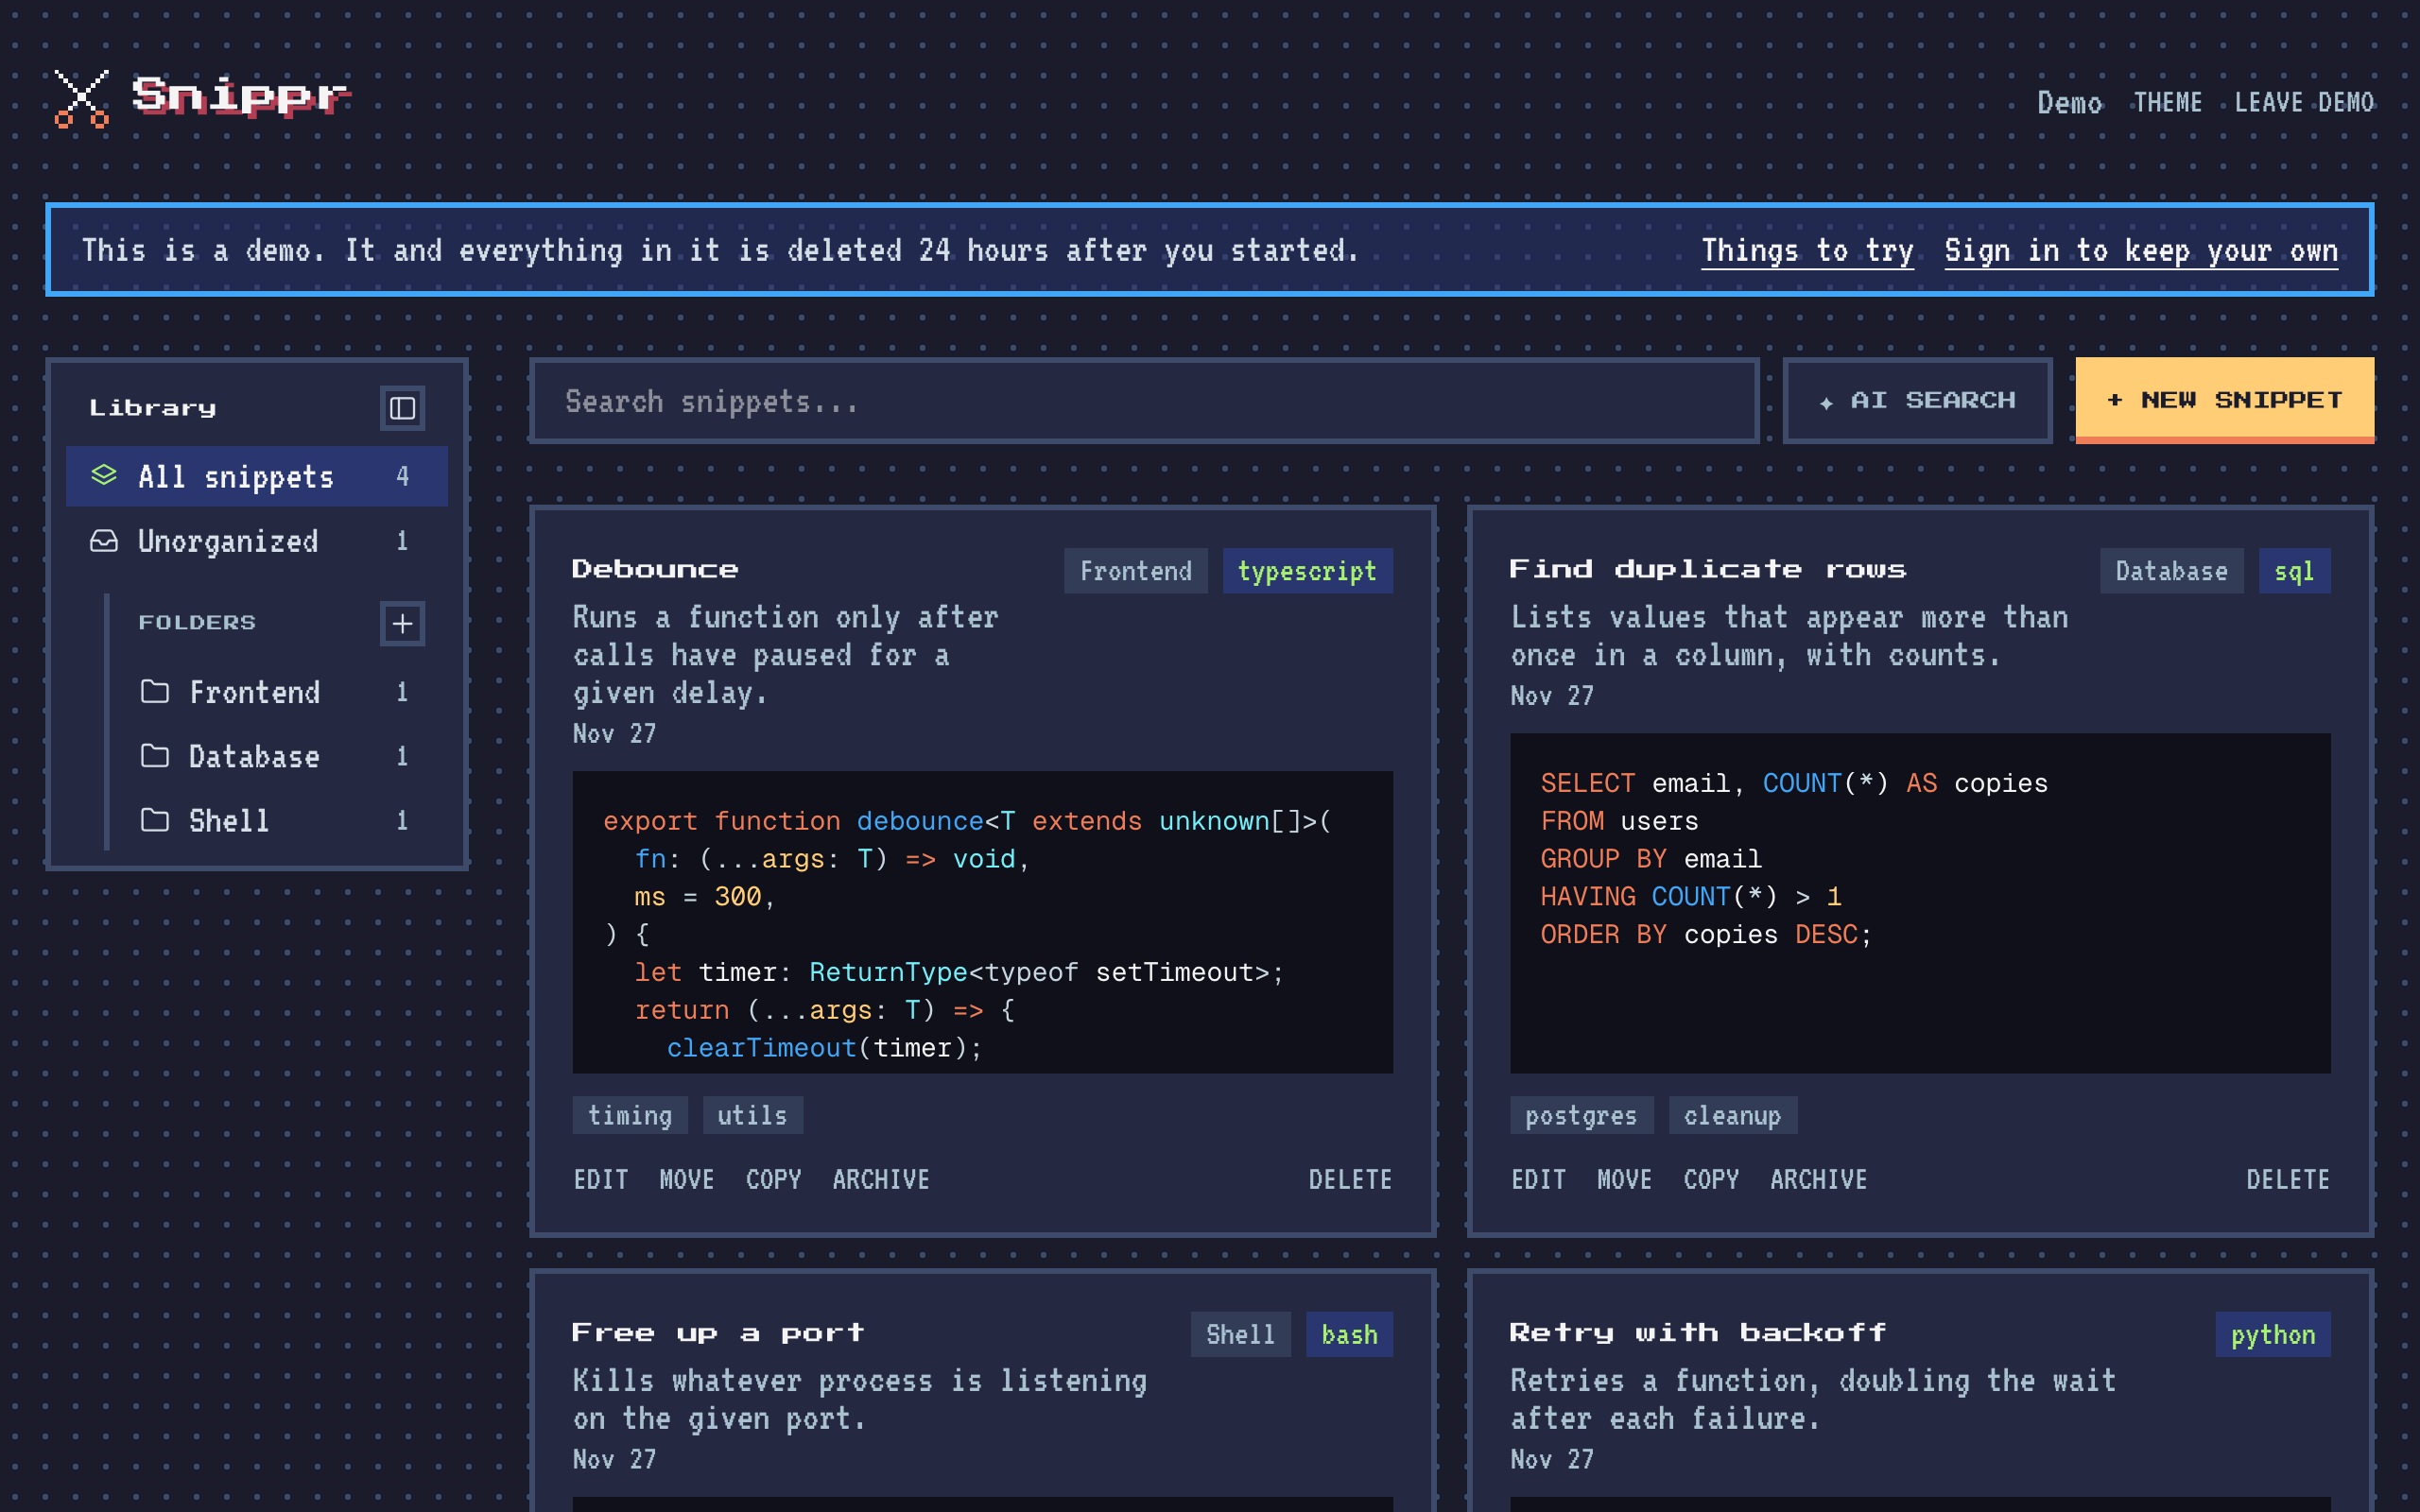 Snippr
Demo THEME LEAVE DEMO
This is a demo. It and everything in it is deleted 24 hours after you started. Things to try Sign in to keep your own
Library
All snippets 4
Unorganized 1
FOLDERS
Frontend 1
Database 1
Shell 1
Search snippets...
✦ AI SEARCH
+ NEW SNIPPET
Debounce Frontend typescript
Runs a function only after
calls have paused for a
given delay.
Nov 27
export function debounce<T extends unknown[]>(
  fn: (...args: T) => void,
  ms = 300,
) {
  let timer: ReturnType<typeof setTimeout>;
  return (...args: T) => {
    clearTimeout(timer);
timing utils
EDIT MOVE COPY ARCHIVE DELETE
Find duplicate rows Database sql
Lists values that appear more than
once in a column, with counts.
Nov 27
SELECT email, COUNT(*) AS copies
FROM users
GROUP BY email
HAVING COUNT(*) > 1
ORDER BY copies DESC;
postgres cleanup
EDIT MOVE COPY ARCHIVE DELETE
Free up a port Shell bash
Kills whatever process is listening
on the given port.
Nov 27
Retry with backoff python
Retries a function, doubling the wait
after each failure.
Nov 27